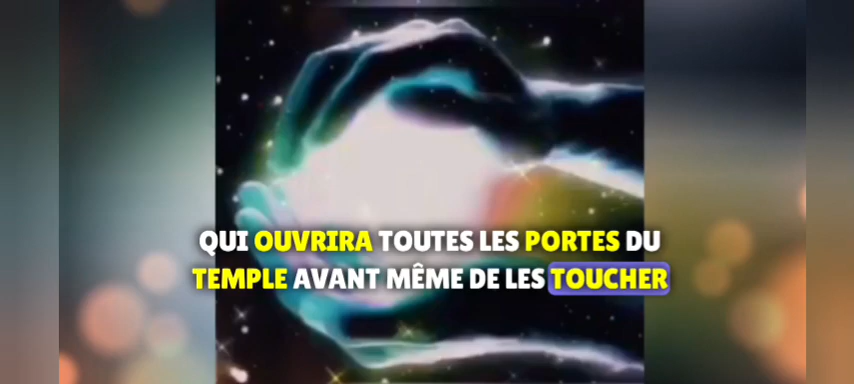 QUI OUVRIRA TOUTES LES PORTES DU
TEMPLE AVANT MÊME DE LES TOUCHER